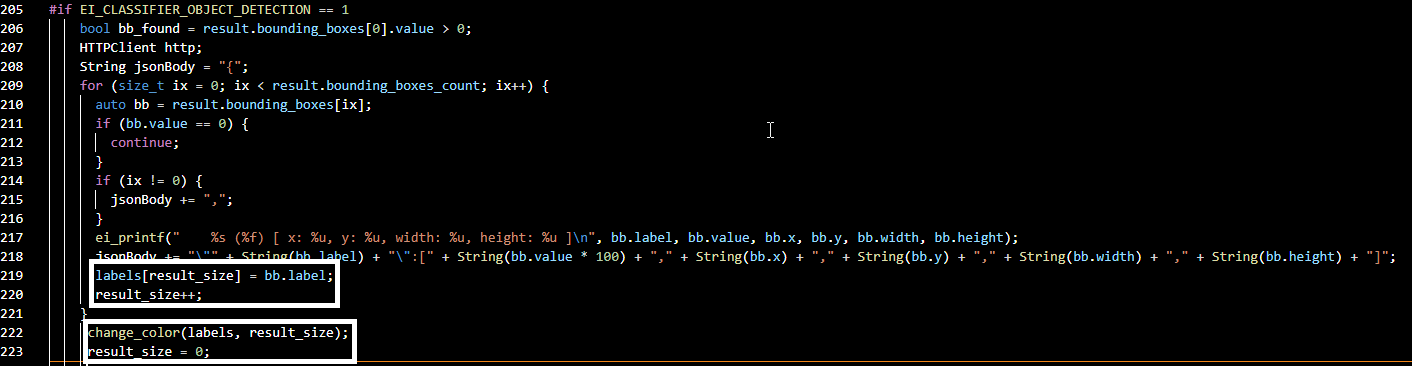 205 #if EI_CLASSIFIER_OBJECT_DETECTION == 1
206 bool bb_found = result.bounding_boxes[0].value > 0;
207 HTTPClient http;
208 String jsonBody = "{";
209 for (size_t ix = 0; ix < result.bounding_boxes_count; ix++) {
210 auto bb = result.bounding_boxes[ix];
211 if (bb.value == 0) {
212 continue;
213 }
214 if (ix != 0) {
215 jsonBody += ",";
216 }
217 ei_printf("    %s (%f) [ x: %u, y: %u, width: %u, height: %u ]\n", bb.label, bb.value, bb.x, bb.y, bb.width, bb.height);
218 jsonBody += "\"" + String(bb.label) + "\":[" + String(bb.value * 100) + "," + String(bb.x) + "," + String(bb.y) + "," + String(bb.width) + "," + String(bb.height) + "]";
219 labels[result_size] = bb.label;
220 result_size++;
221 }
222 change_color(labels, result_size);
223 result_size = 0;